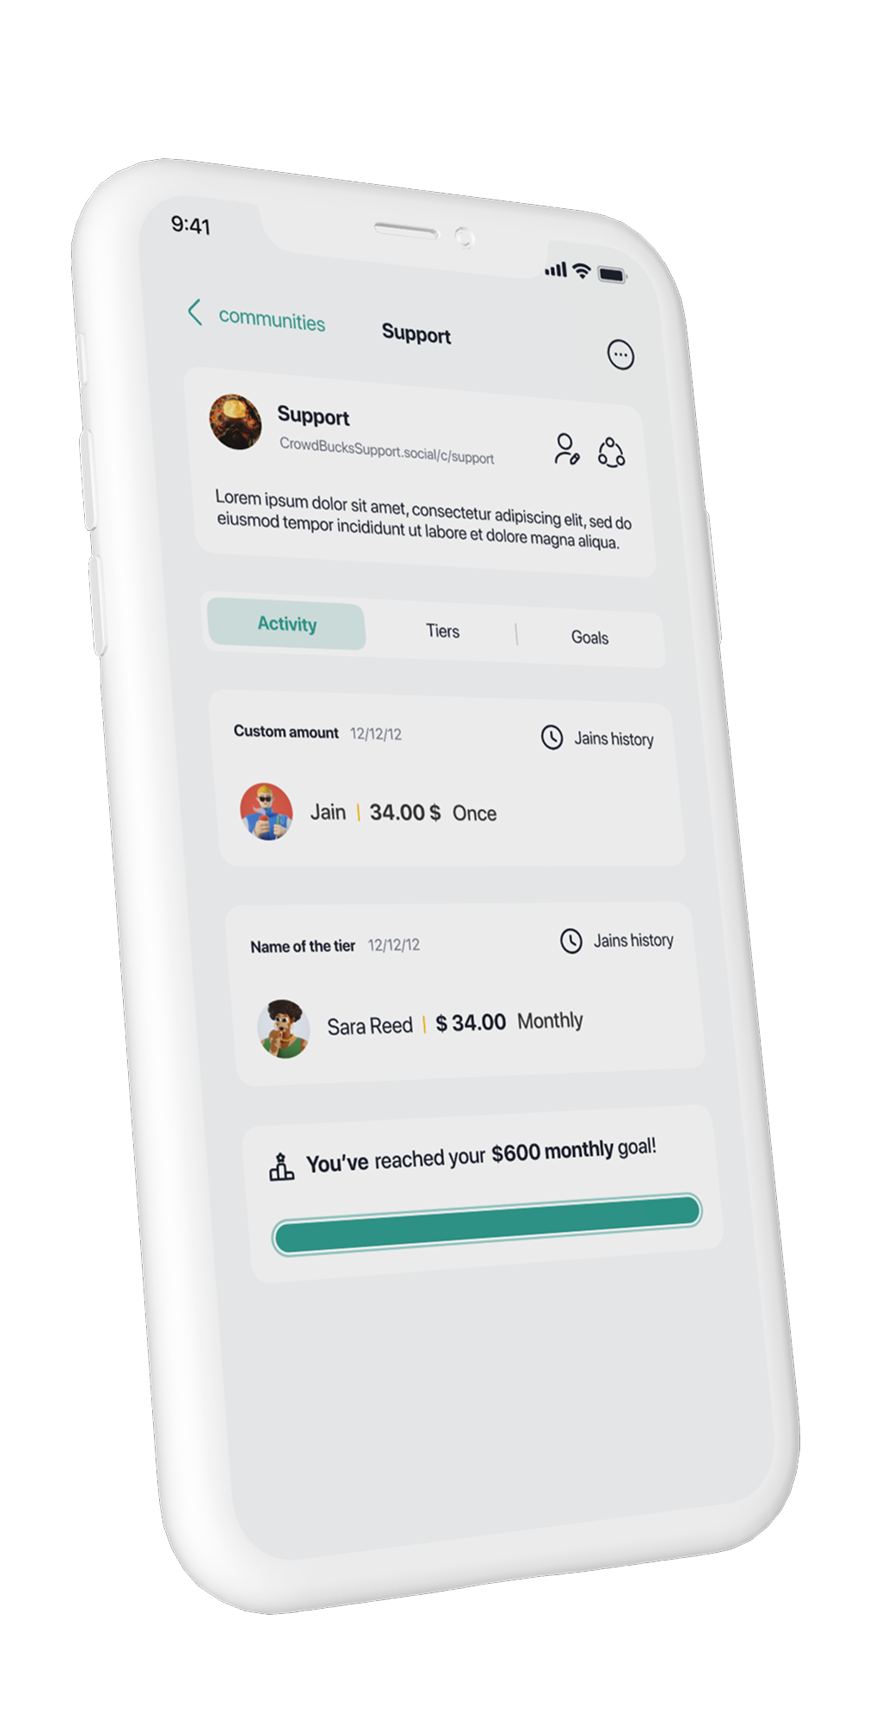 9:41
communities
Support
Support
CrowdBucksSupport.social/c/support
Lorem ipsum dolor sit amet, consectetur adipiscing elit, sed do
eiusmod tempor incididunt ut labore et dolore magna aliqua.
Activity
Tiers
Goals
Custom amount 12/12/12 Jains history
Jain | 34.00 $ Once
Name of the tier 12/12/12 Jains history
Sara Reed | $ 34.00 Monthly
You've reached your $600 monthly goal!